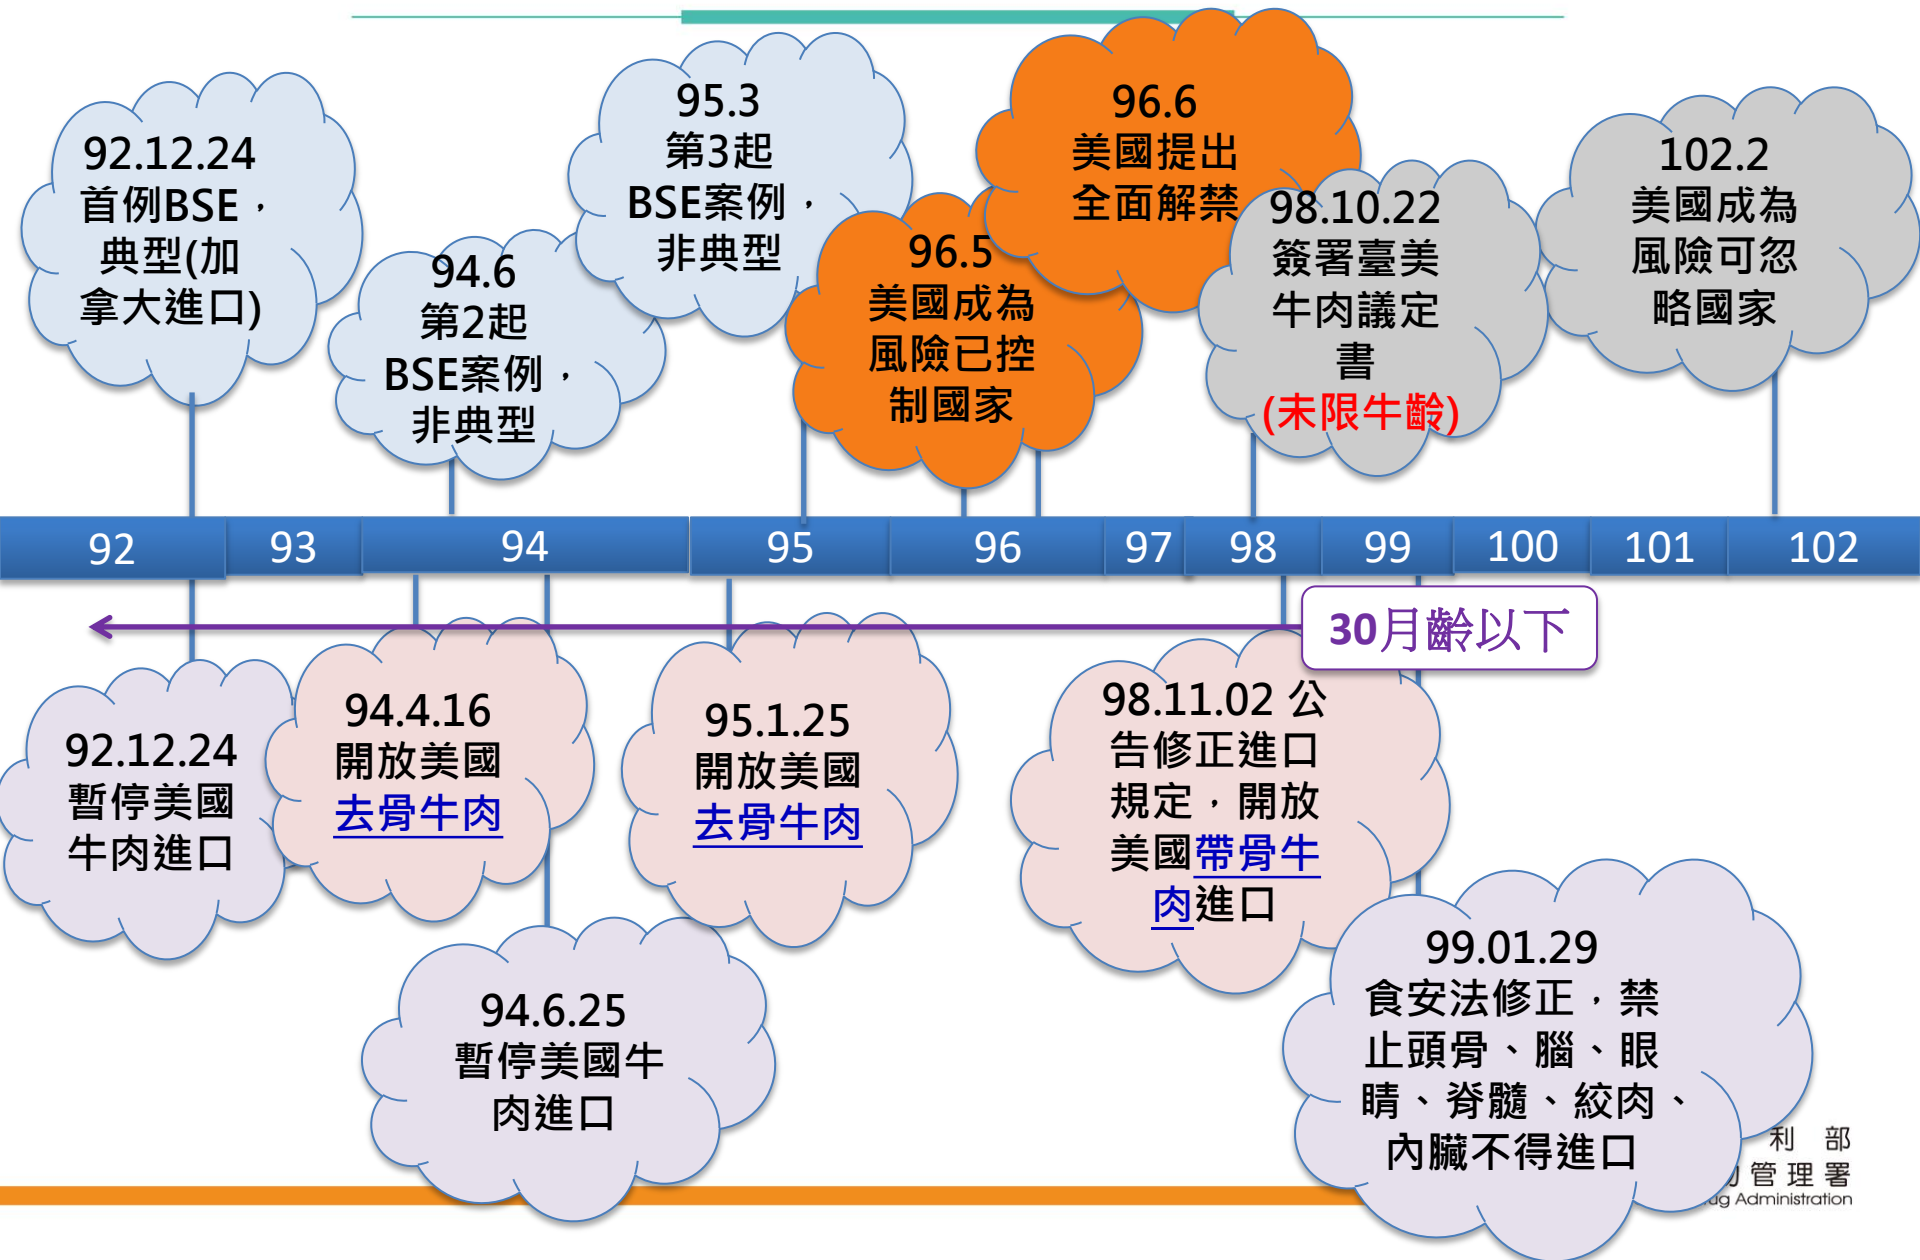 92.12.24
首例BSE，
典型(加
拿大進口)
94.6
第2起
BSE案例，
非典型
95.3
第3起
BSE案例，
非典型
96.5
美國成為
風險已控
制國家
96.6
美國提出
全面解禁
98.10.22
簽署臺美
牛肉議定
書
(未限牛齡)
102.2
美國成為
風險可忽
略國家
92 93 94 95 96 97 98 99 100 101 102
30月齡以下
92.12.24
暫停美國
牛肉進口
94.4.16
開放美國
去骨牛肉
94.6.25
暫停美國牛
肉進口
95.1.25
開放美國
去骨牛肉
98.11.02 公
告修正進口
規定，開放
美國帶骨牛
肉進口
99.01.29
食安法修正，禁
止頭骨、腦、眼
睛、脊髓、絞肉、
內臟不得進口
利部
管理署
Administration